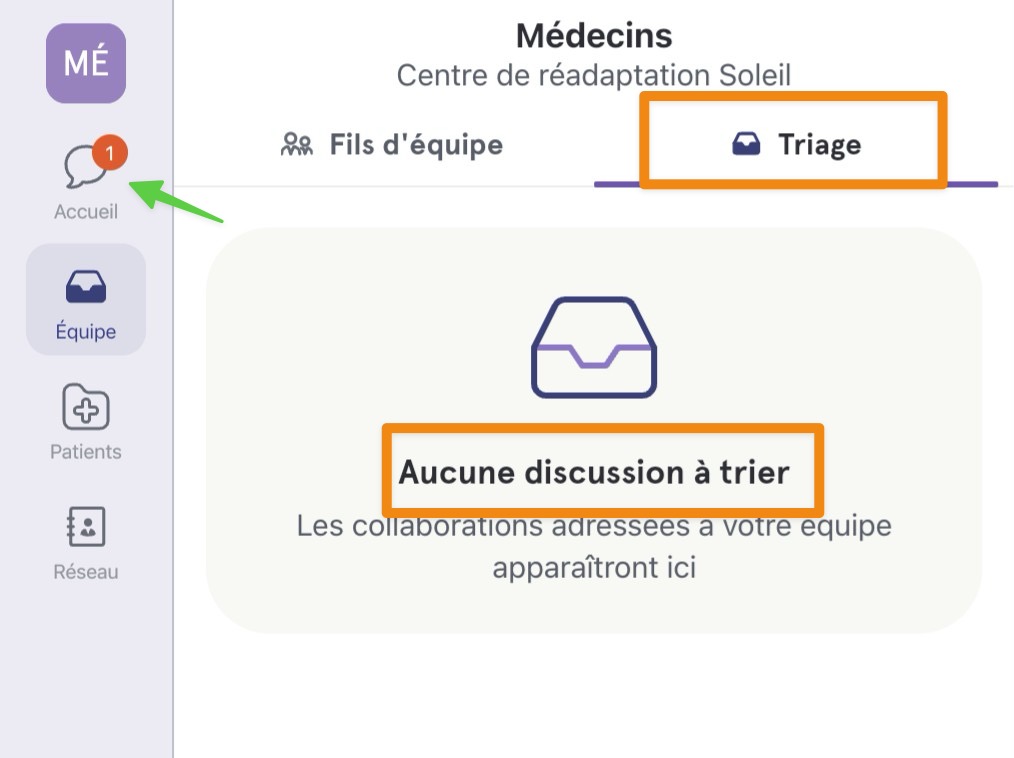 MÉ
1
Accueil
Équipe
Patients
Réseau
Médecins
Centre de réadaptation Soleil
Fils d'équipe
Triage
Aucune discussion à trier
Les collaborations adressées à votre équipe
apparaîtront ici